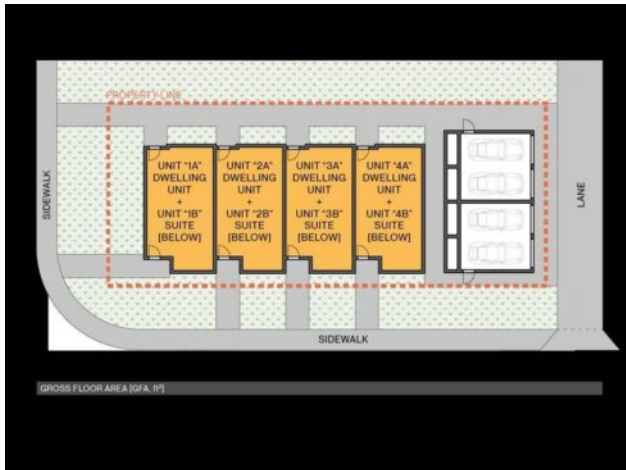 PROPERTY LINE
UNIT "1A"
DWELLING
UNIT
+
UNIT "1B"
SUITE
[BELOW]
UNIT "2A"
DWELLING
UNIT
+
UNIT "2B"
SUITE
[BELOW]
UNIT "3A"
DWELLING
UNIT
+
UNIT "3B"
SUITE
[BELOW]
UNIT "4A"
DWELLING
UNIT
+
UNIT "4B"
SUITE
[BELOW]
SIDEWALK
LANE
SIDEWALK
GROSS FLOOR AREA [GFA, ft²]